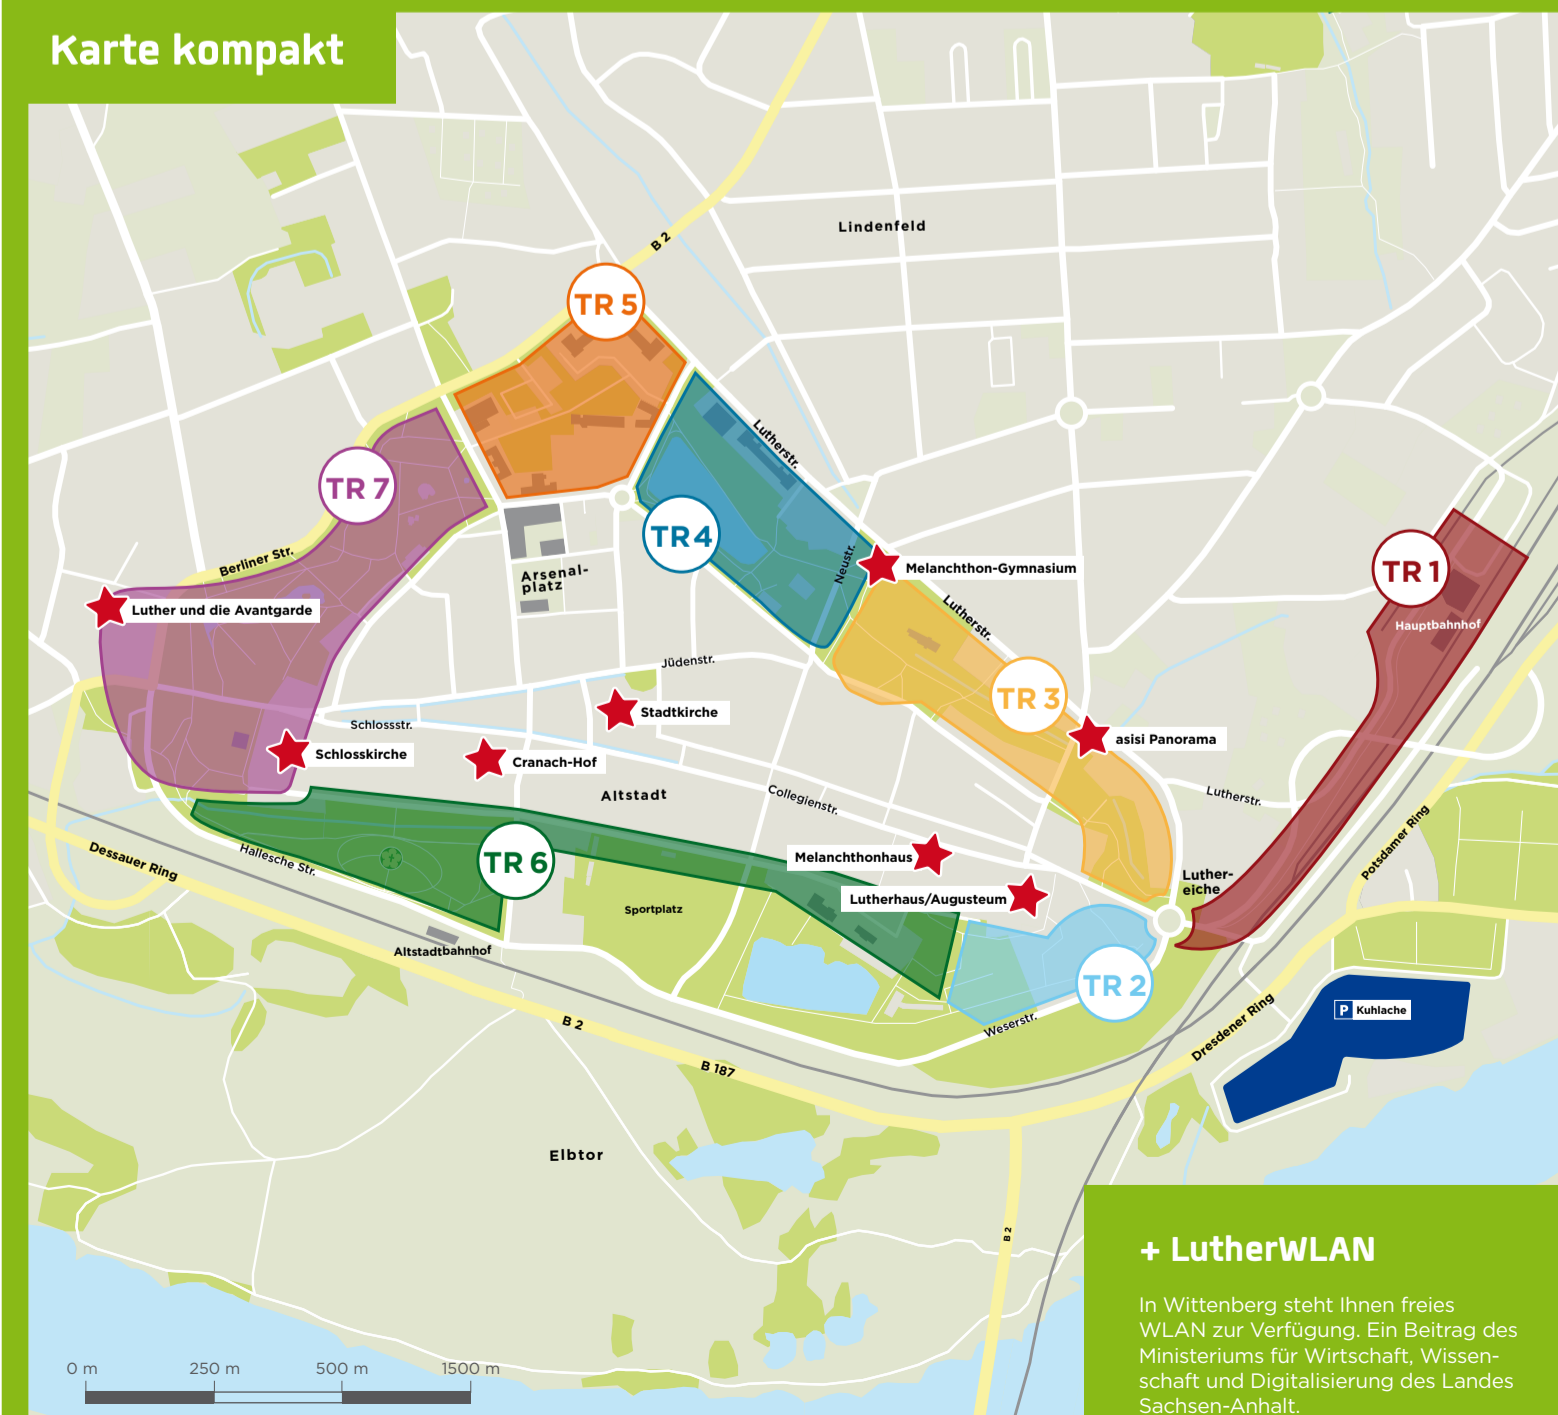 Karte kompakt
Lindenfeld
B 2
TR 5
Lutherstr.
TR 7
TR 4
Berliner Str.
Neustr.
Melanchthon-Gymnasium
TR 1
Arsenal-
platz
Luther und die Avantgarde
Lutherstr.
Hauptbahnhof
Jüdenstr.
TR 3
Stadtkirche
Schlossstr.
asisi Panorama
Schlosskirche
Cranach-Hof
Altstadt
Collegienstr.
Lutherstr.
Potsdamer Ring
Dessauer Ring
Hallesche Str.
TR 6
Melanchthonhaus
Luther-
eiche
Lutherhaus/Augusteum
Sportplatz
Altstadtbahnhof
TR 2
Weserstr.
Dresdener Ring
P Kuhlache
B 2
B 187
Elbtor
B 2
+ LutherWLAN
In Wittenberg steht Ihnen freies
WLAN zur Verfügung. Ein Beitrag des
Ministeriums für Wirtschaft, Wissen-
schaft und Digitalisierung des Landes
Sachsen-Anhalt.
0 m 250 m 500 m 1500 m